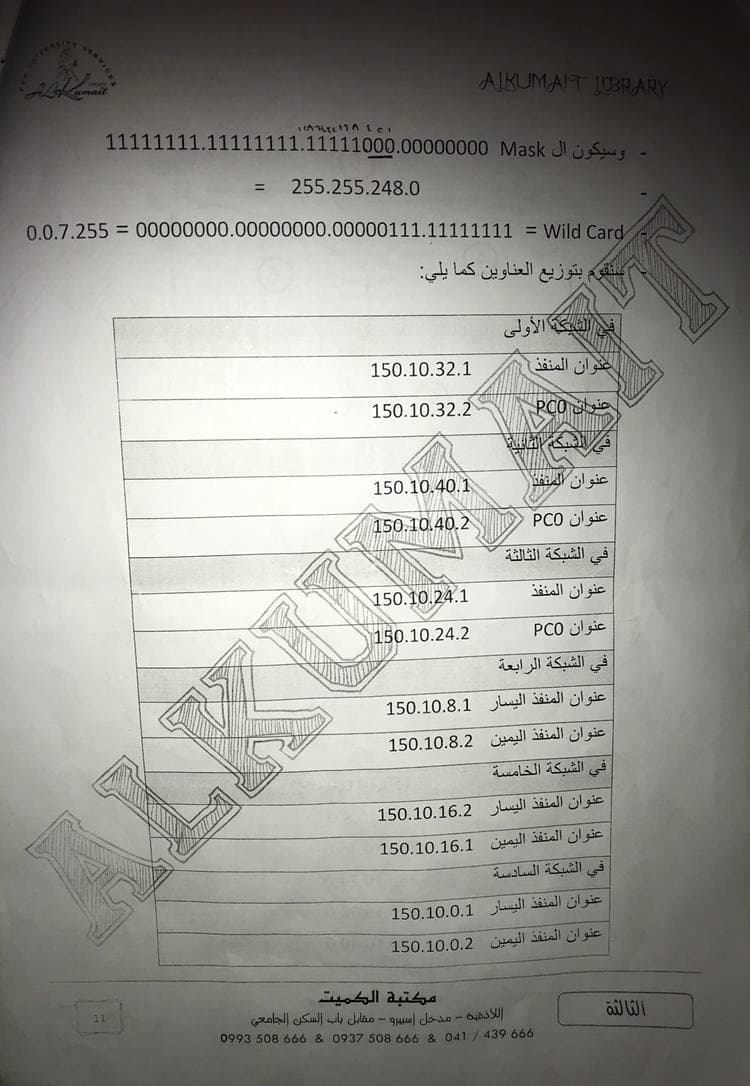 ALKUMAIT LIBRARY
- وسيكون ال Mask 11111111.11111111.11111000.00000000
- = 255.255.248.0
- Wild Card = 00000000.00000000.00000111.11111111 = 0.0.7.255
- سنقوم بتوزيع العناوين كما يلي:
في الشبكة الأولى
عنوان المنفذ 150.10.32.1
عنوان PC0 150.10.32.2
في الشبكة الثانية
عنوان المنفذ 150.10.40.1
عنوان PC0 150.10.40.2
في الشبكة الثالثة
عنوان المنفذ 150.10.24.1
عنوان PC0 150.10.24.2
في الشبكة الرابعة
عنوان المنفذ اليسار 150.10.8.1
عنوان المنفذ اليمين 150.10.8.2
في الشبكة الخامسة
عنوان المنفذ اليسار 150.10.16.2
عنوان المنفذ اليمين 150.10.16.1
في الشبكة السادسة
عنوان المنفذ اليسار 150.10.0.1
عنوان المنفذ اليمين 150.10.0.2
ALKUMAIT
الثالثة
مكتبة الكميت
اللاذقية - مدخل إسبيرو - مقابل باب السكن الجامعي
0993 508 666 & 0937 508 666 & 041 / 439 666
11